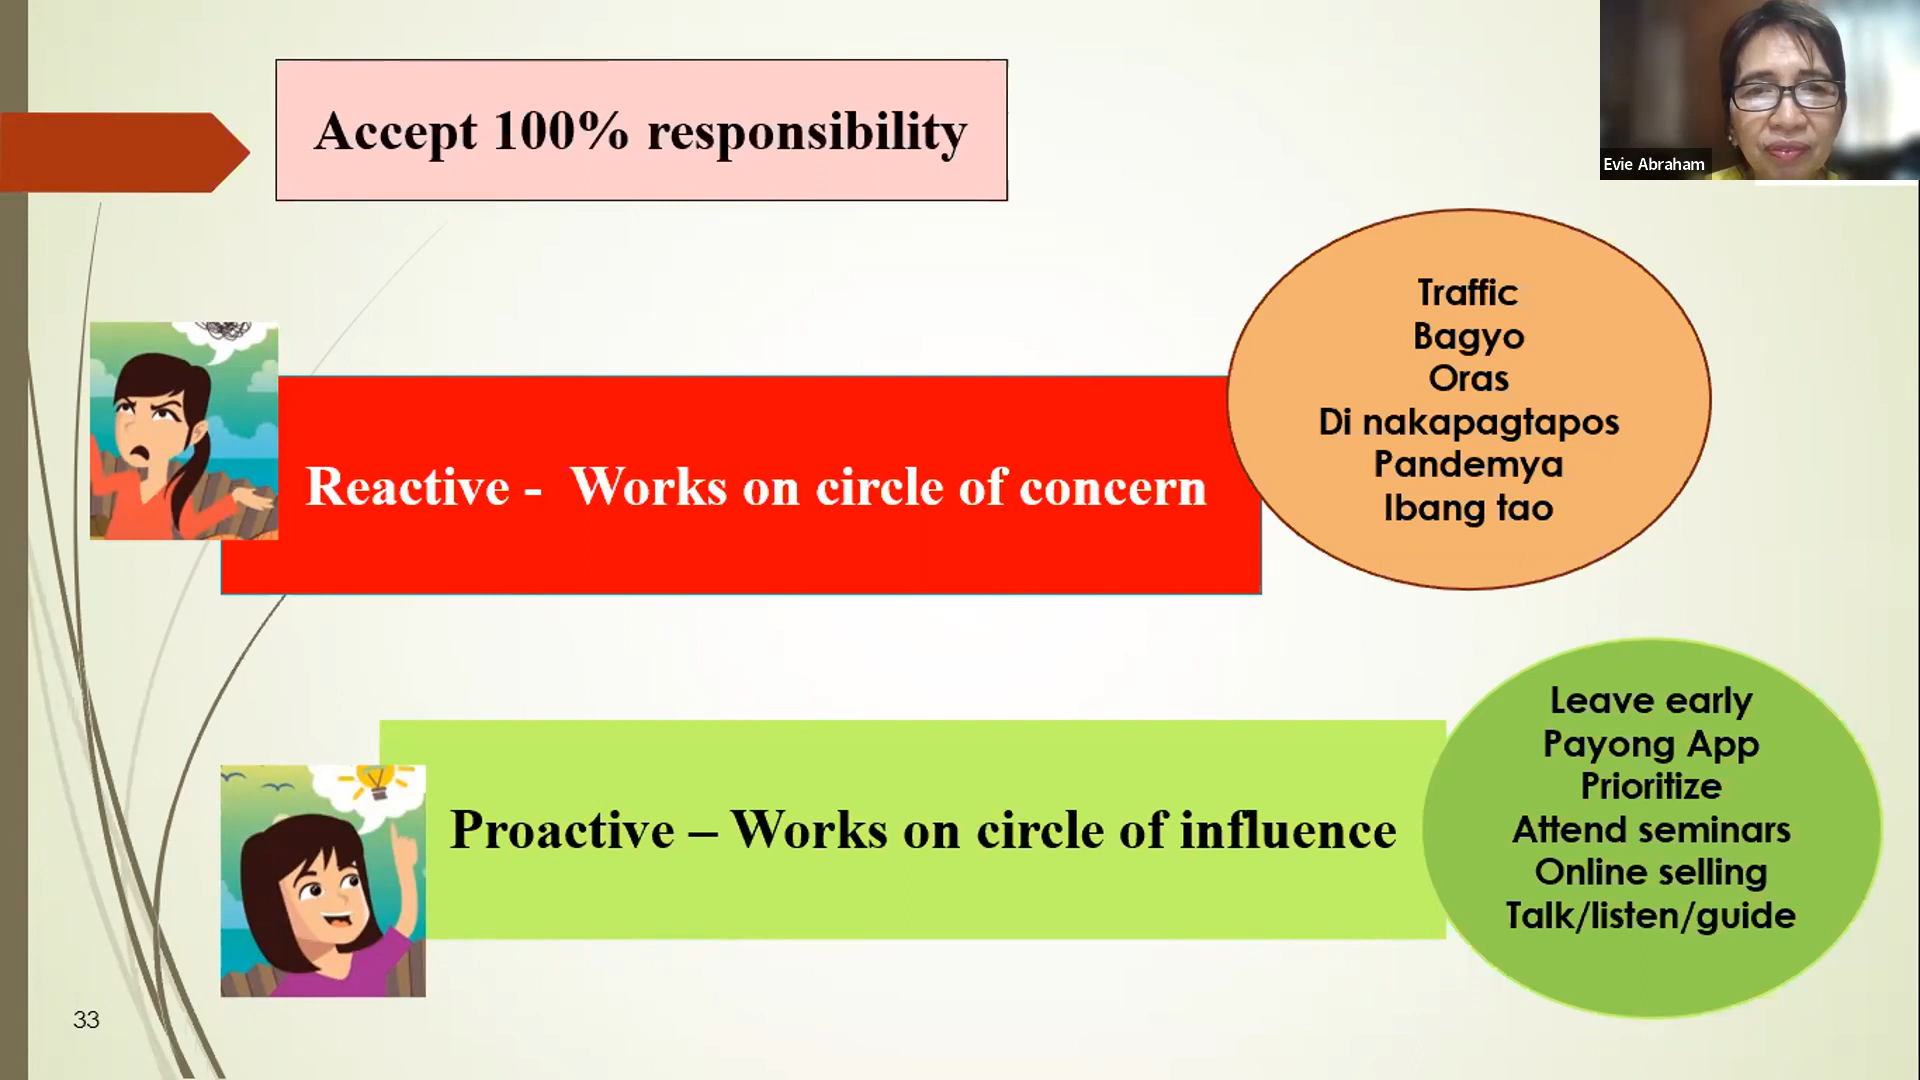 Accept 100% responsibility
Evie Abraham
Traffic
Bagyo
Oras
Di nakapagtapos
Pandemya
Ibang tao
Reactive - Works on circle of concern
Leave early
Payong App
Prioritize
Attend seminars
Online selling
Talk/listen/guide
Proactive – Works on circle of influence
33